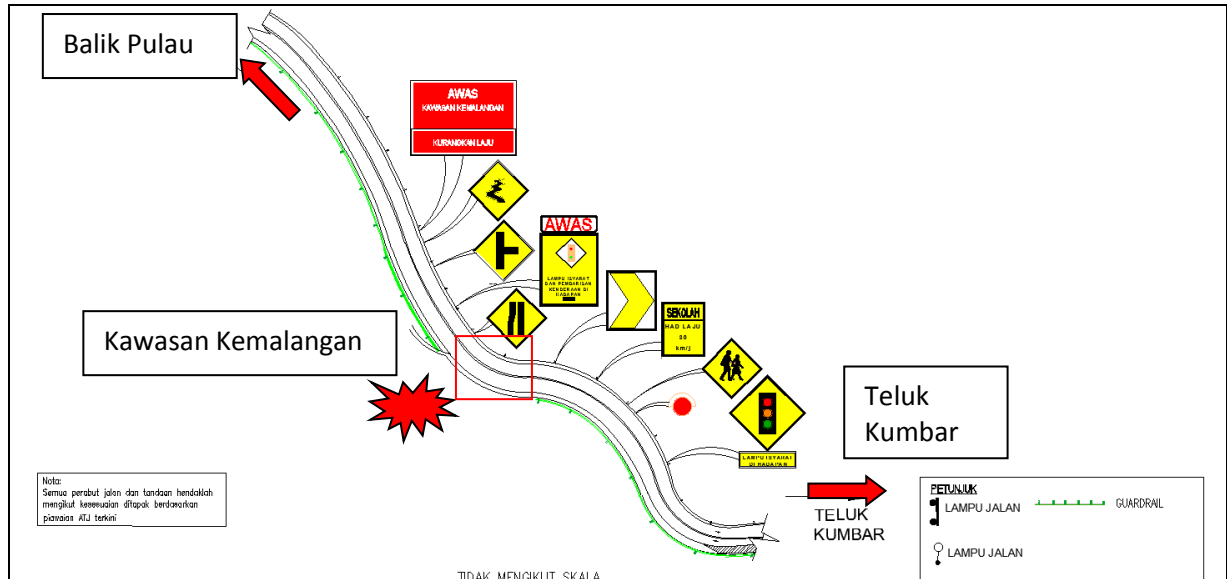 Balik Pulau
AWAS
KAWASAN KEMALANGAN
KURANGKAN LAJU
AWAS
LAMPU ISYARAT
DAN PEMBARISAN
KENDERAAN DI
HADAPAN
SEKOLAH
HAD LAJU
30
km/j
Kawasan Kemalangan
Teluk
Kumbar
LAMPU ISYARAT
DI HADAPAN
Nota:
Semua perabut jalan dan tandaan hendaklah
mengikut kesesuaian ditapak berdasarkan
piawaian ATJ terkini
TELUK
KUMBAR
PETUNJUK
LAMPU JALAN
GUARDRAIL
LAMPU JALAN
TIDAK MENGIKUT SKALA